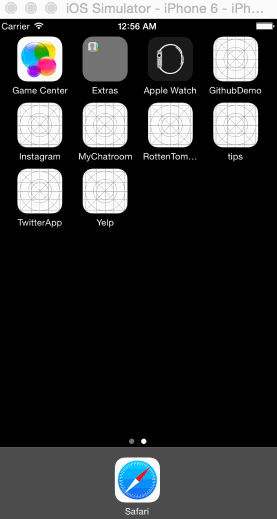 iOS Simulator - iPhone 6 - iPh...
Carrier 12:56 AM
Game Center Extras Apple Watch GithubDemo
Instagram MyChatroom RottenTom... tips
TwitterApp Yelp
Safari